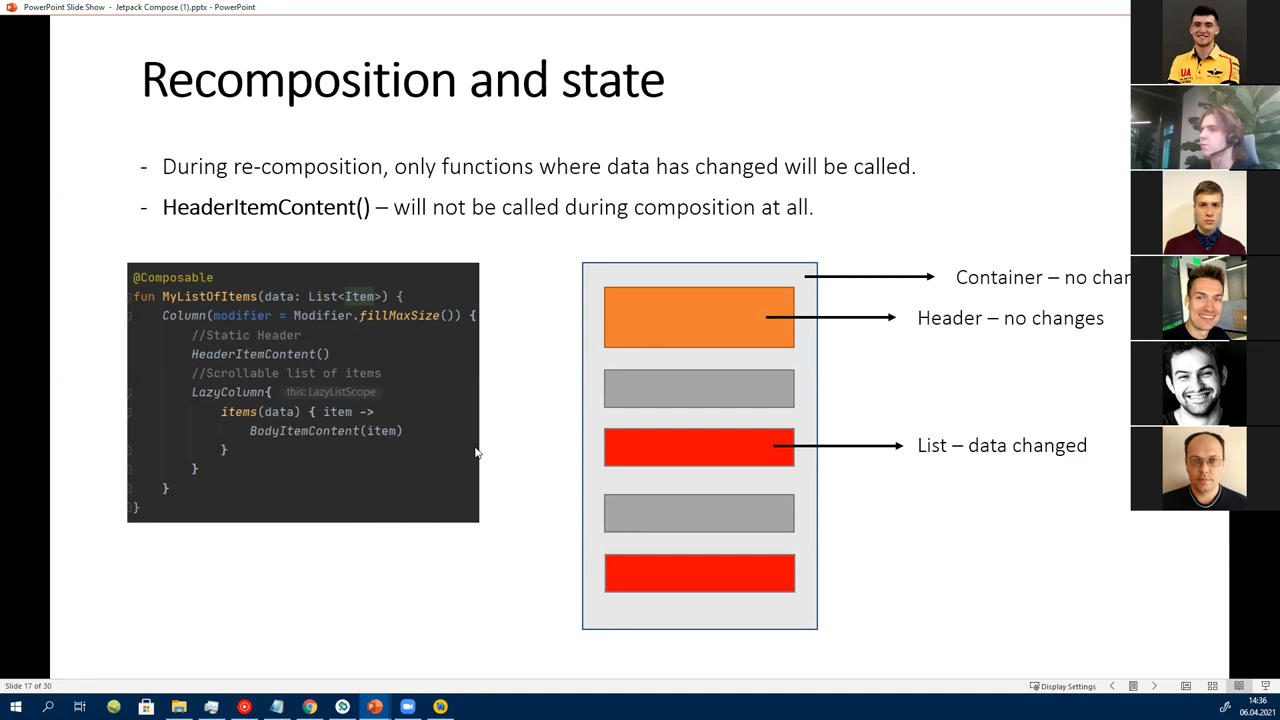 PowerPoint Slide Show - Jetpack Compose (1).pptx - PowerPoint
Recomposition and state
- During re-composition, only functions where data has changed will be called.
- HeaderItemContent() – will not be called during composition at all.
@Composable
fun MyListOfItems(data: List<Item>) {
Column(modifier = Modifier.fillMaxSize()) {
//Static Header
HeaderItemContent()
//Scrollable list of items
LazyColumn{ this: LazyListScope
items(data) { item ->
BodyItemContent(item)
}
}
}
}
Container – no char
Header – no changes
List – data changed
UA
Slide 17 of 30
Display Settings
14:36
06.04.2021